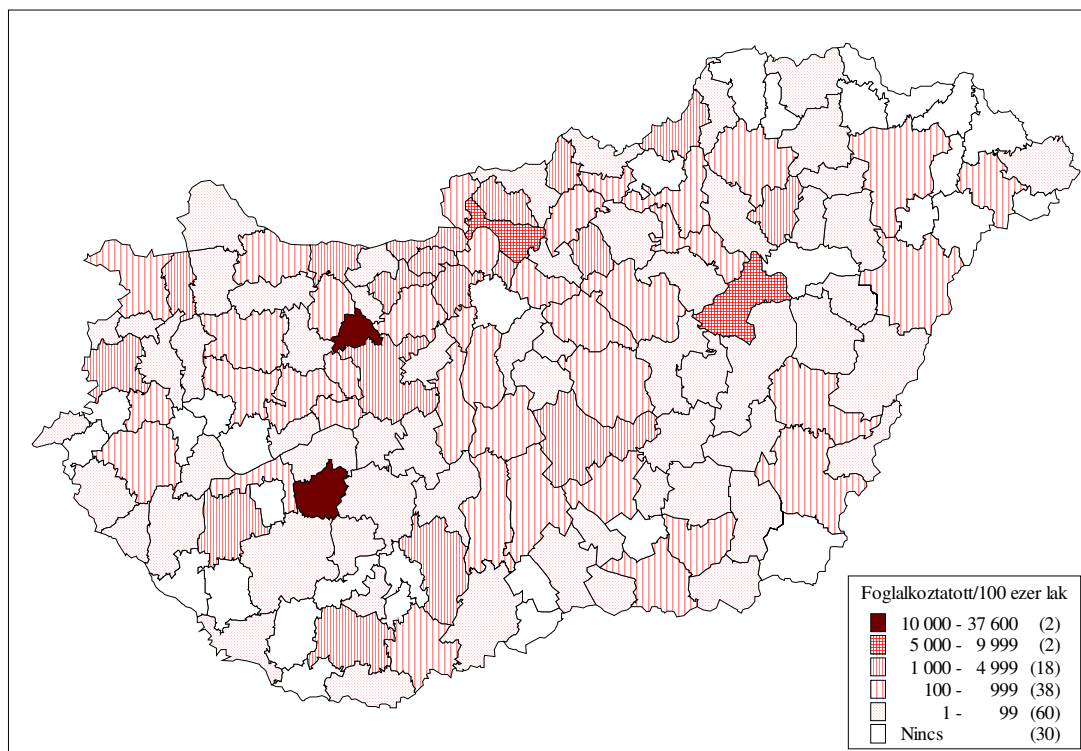 Foglalkoztatott/100 ezer lak
10 000 - 37 600 (2)
5 000 - 9 999 (2)
1 000 - 4 999 (18)
100 - 999 (38)
1 - 99 (60)
Nincs (30)